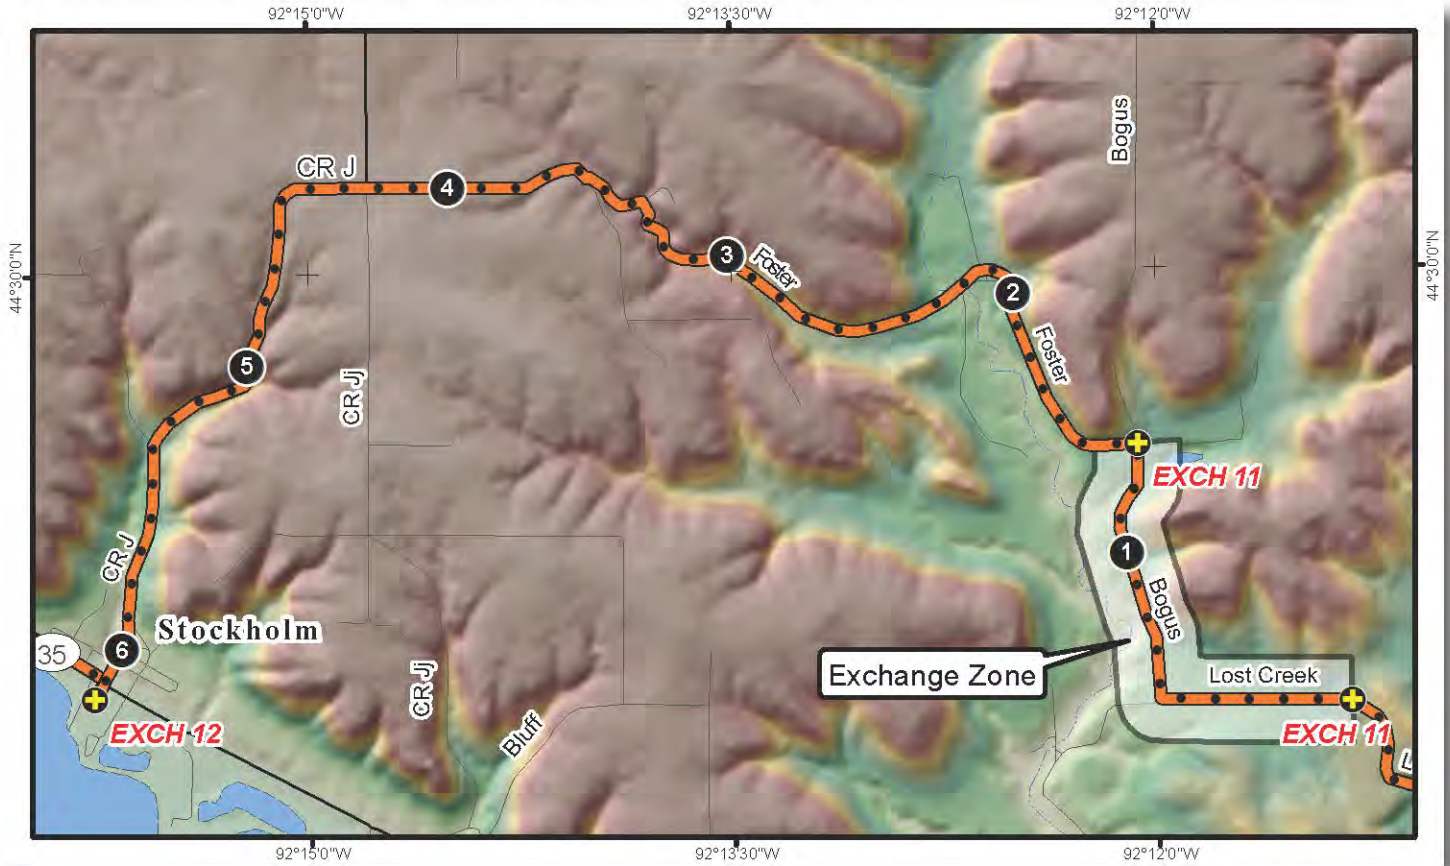 92°15'0"W
92°13'30"W
92°12'0"W
Bogus
CR J
4
44°30'0"N
44°30'0"N
3
Foster
2
Foster
5
CR Jj
EXCH 11
1
CR J
Bogus
Stockholm
6
35
Exchange Zone
Lost Creek
CR Jj
EXCH 12
Bluff
EXCH 11
L
92°15'0"W
92°13'30"W
92°12'0"W